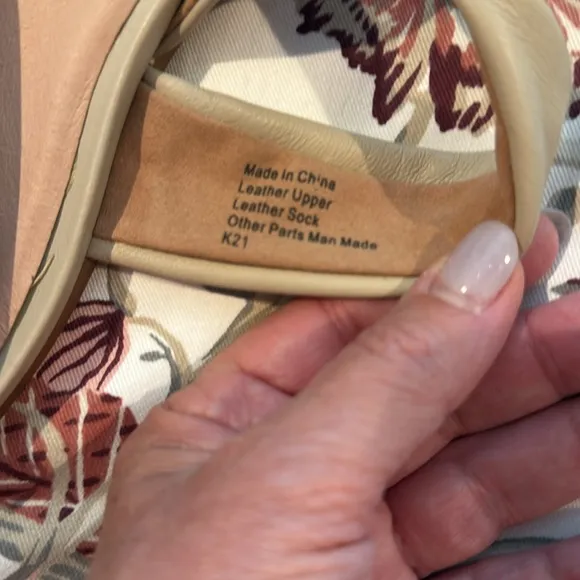 Made In China
Leather Upper
Leather Sock
Other Parts Man Made
K21